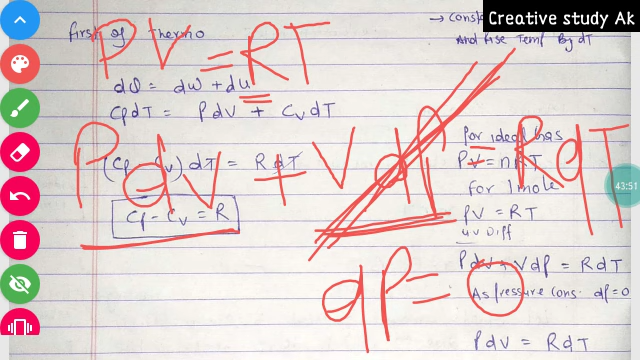 Creative study Ak
→ Const
And rise Temp By dT
First of thermo
PV = RT
dQ = dw + du
CpdT = PdV + CvdT
For ideal gas
PV = nRT
(Cp - Cv) dT = RdT
PdV + Vdp = RdT
For 1 mole
Cp - Cv = R
PV = RT
uv Diff
PdV + Vdp = RdT
dP = 0
As pressure cons. dp = 0
PdV = RdT
43:51